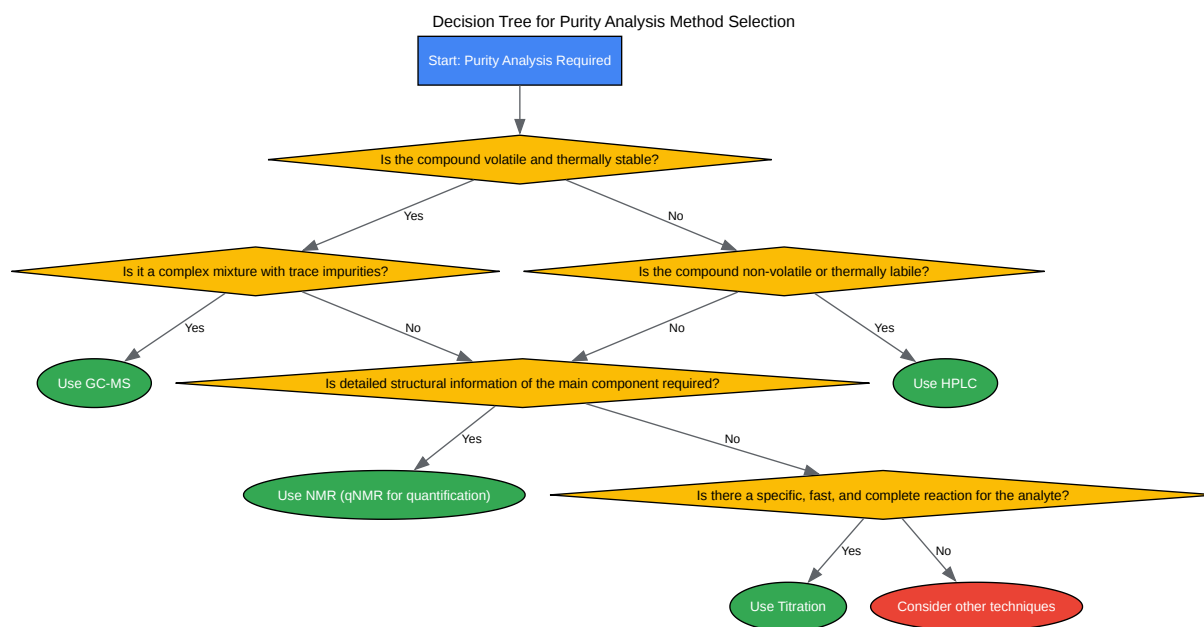 Decision Tree for Purity Analysis Method Selection
Start: Purity Analysis Required
Is the compound volatile and thermally stable?
Yes
No
Is it a complex mixture with trace impurities?
Is the compound non-volatile or thermally labile?
Yes
No
No
Yes
Use GC-MS
Is detailed structural information of the main component required?
Use HPLC
Yes
No
Use NMR (qNMR for quantification)
Is there a specific, fast, and complete reaction for the analyte?
Yes
No
Use Titration
Consider other techniques